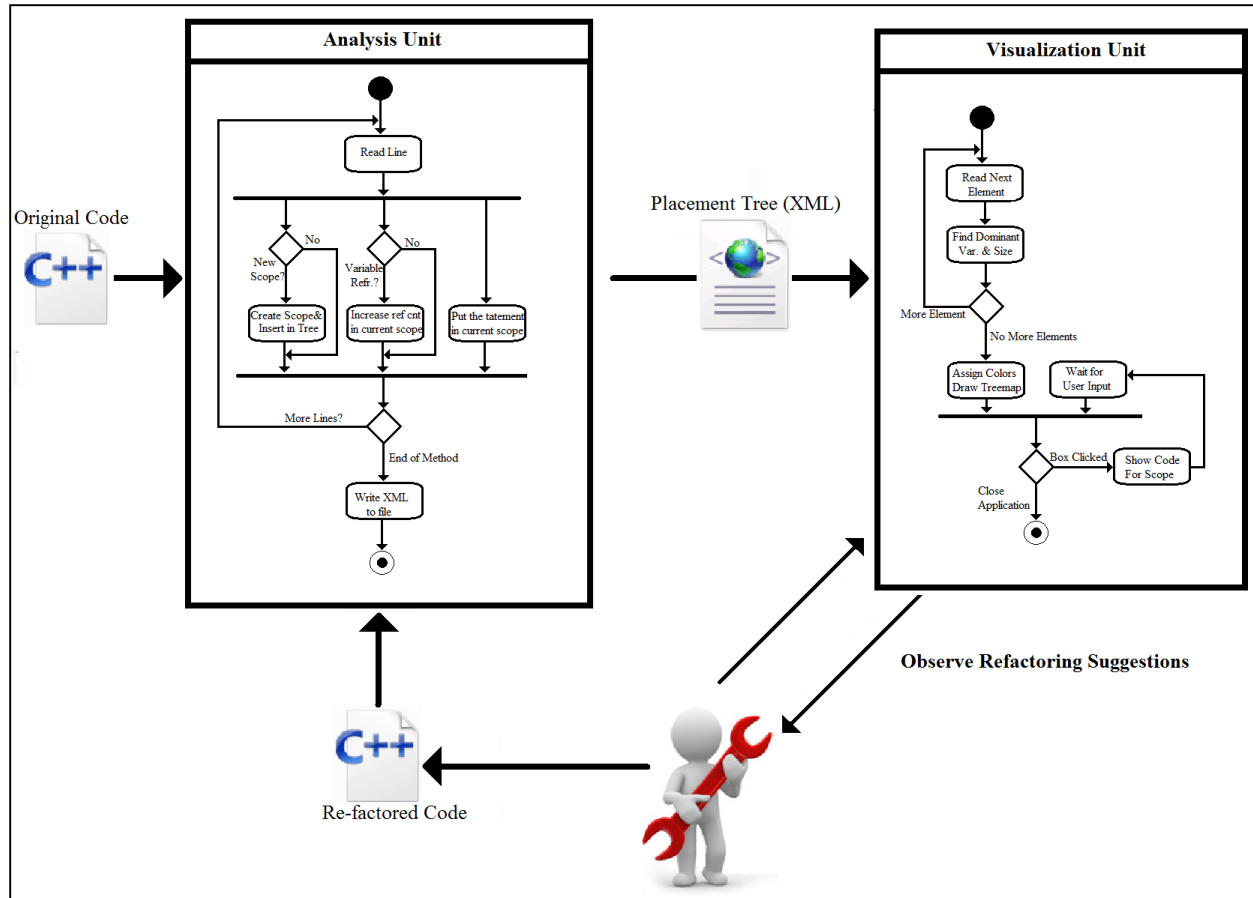 Analysis Unit
Read Line
No
New
Scope?
No
Variable
Refr.?
Create Scope&
Insert in Tree
Increase ref cnt
in current scope
Put the tatement
in current scope
More Lines?
End of Method
Write XML
to file
Original Code
C++
Placement Tree (XML)
< >
Visualization Unit
Read Next
Element
Find Dominant
Var. & Size
More Element
No More Elements
Assign Colors
Draw Treemap
Wait for
User Input
Box Clicked
Show Code
For Scope
Close
Application
Observe Refactoring Suggestions
C++
Re-factored Code